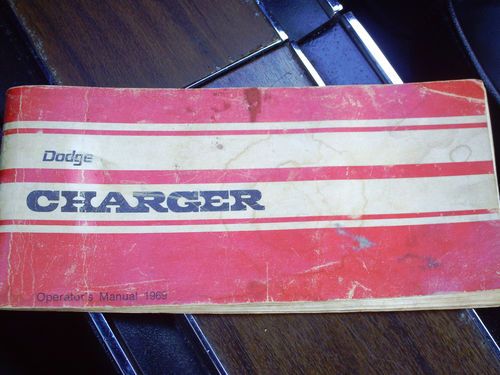 Dodge
CHARGER
Operator's Manual 1969